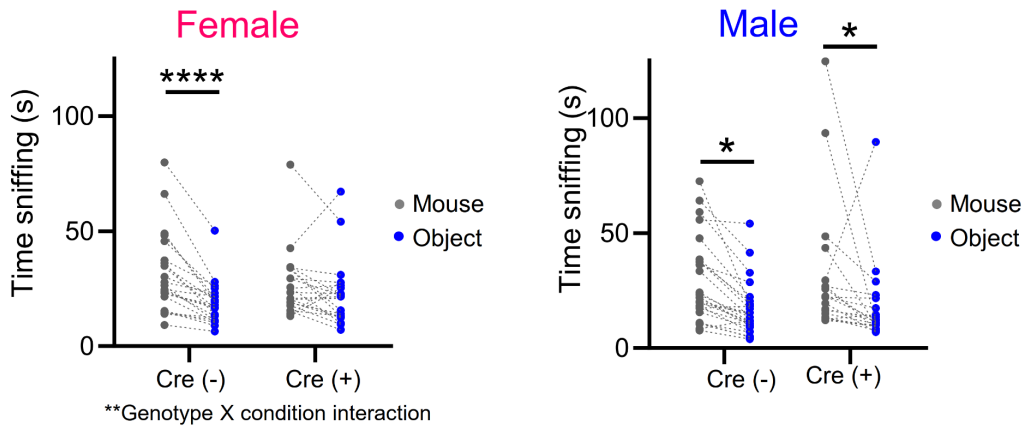 Female
****
Time sniffing (s)
100
50
0
Cre (-)
Cre (+)
Mouse
Object
**Genotype X condition interaction
Male
*
*
Time sniffing (s)
100
50
0
Cre (-)
Cre (+)
Mouse
Object